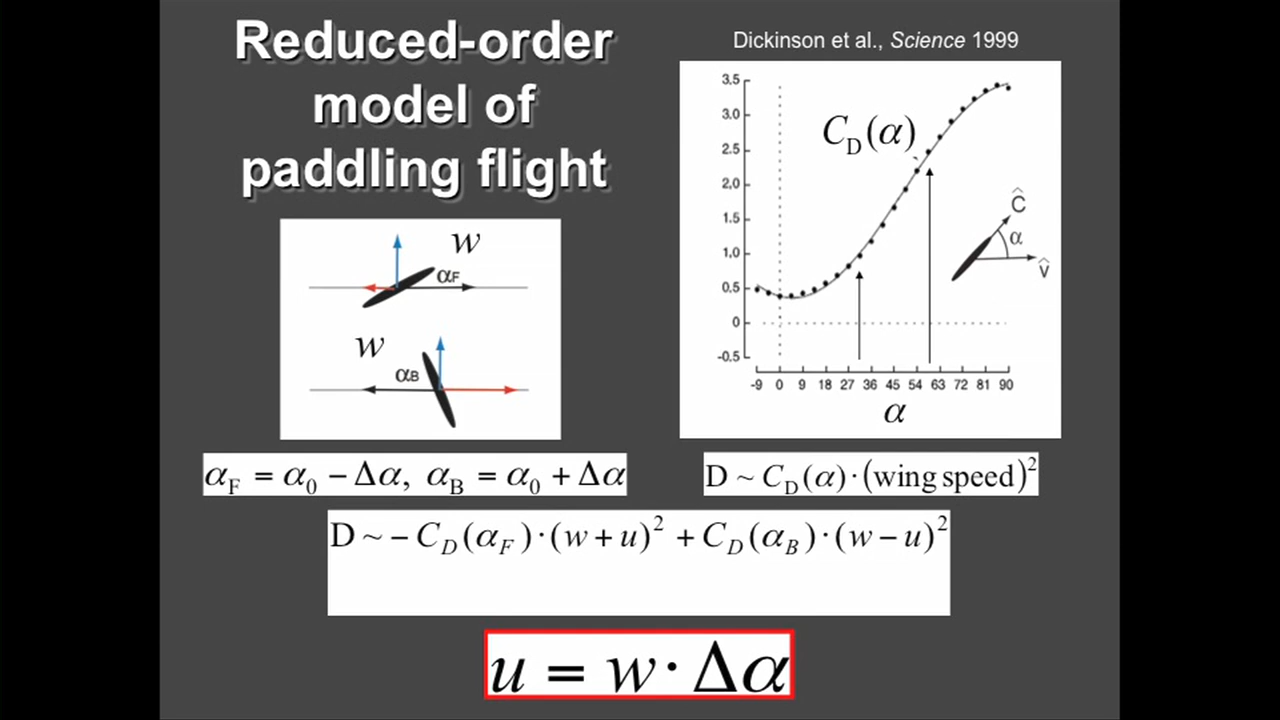 Reduced-order
model of
paddling flight
Dickinson et al., Science 1999
3.5
3.0
2.5
2.0
1.5
1,0
0.5
0
-0.5
C_D(α)
Ĉ
α
v̂
-9 0 9 18 27 36 45 54 63 72 81 90
α
w
αF
w
αB
α_F = α_0 − Δα, α_B = α_0 + Δα
D ~ C_D(α)·(wing speed)²
D ~ − C_D(α_F)·(w + u)² + C_D(α_B)·(w − u)²
u = w·Δα